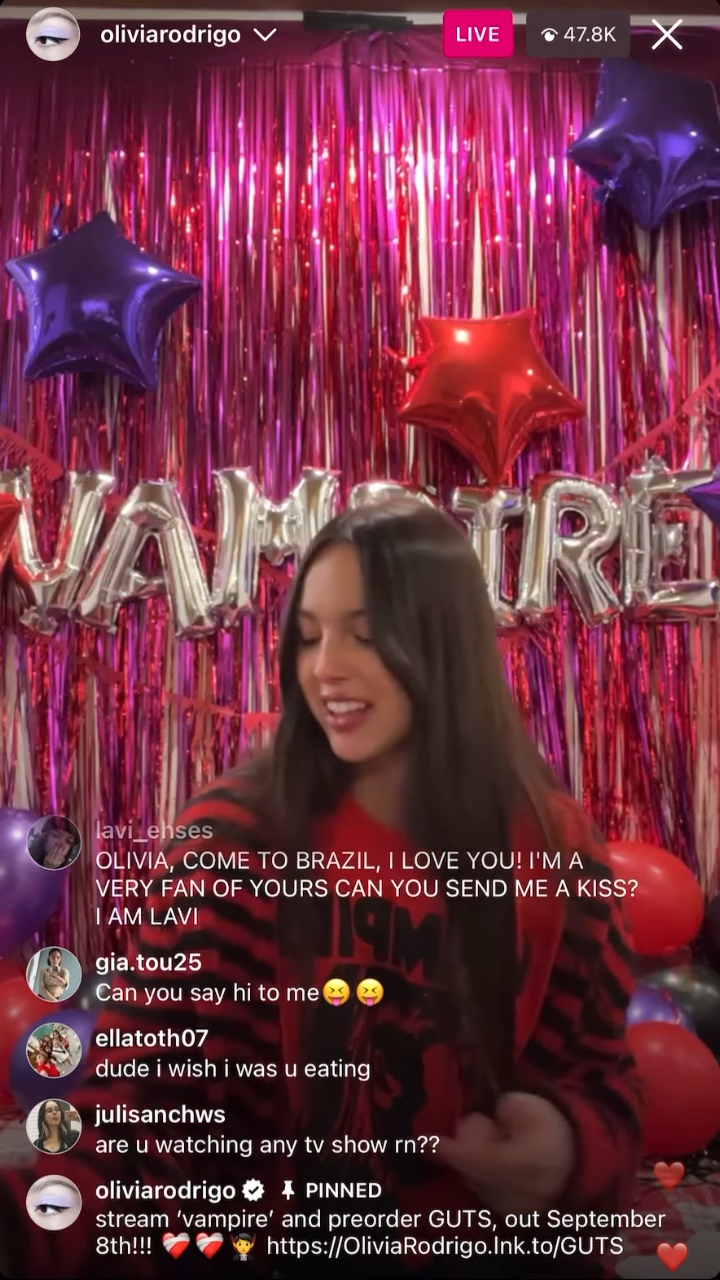 oliviarodrigo
LIVE
47.8K
VAMPIRE
lavi_ehses
OLIVIA, COME TO BRAZIL, I LOVE YOU! I'M A
VERY FAN OF YOURS CAN YOU SEND ME A KISS?
I AM LAVI
gia.tou25
Can you say hi to me😝😝
ellatoth07
dude i wish i was u eating
julisanchws
are u watching any tv show rn??
oliviarodrigo PINNED
stream ‘vampire’ and preorder GUTS, out September
8th!!! ❤️‍🩹❤️‍🩹🧛 https://OliviaRodrigo.lnk.to/GUTS